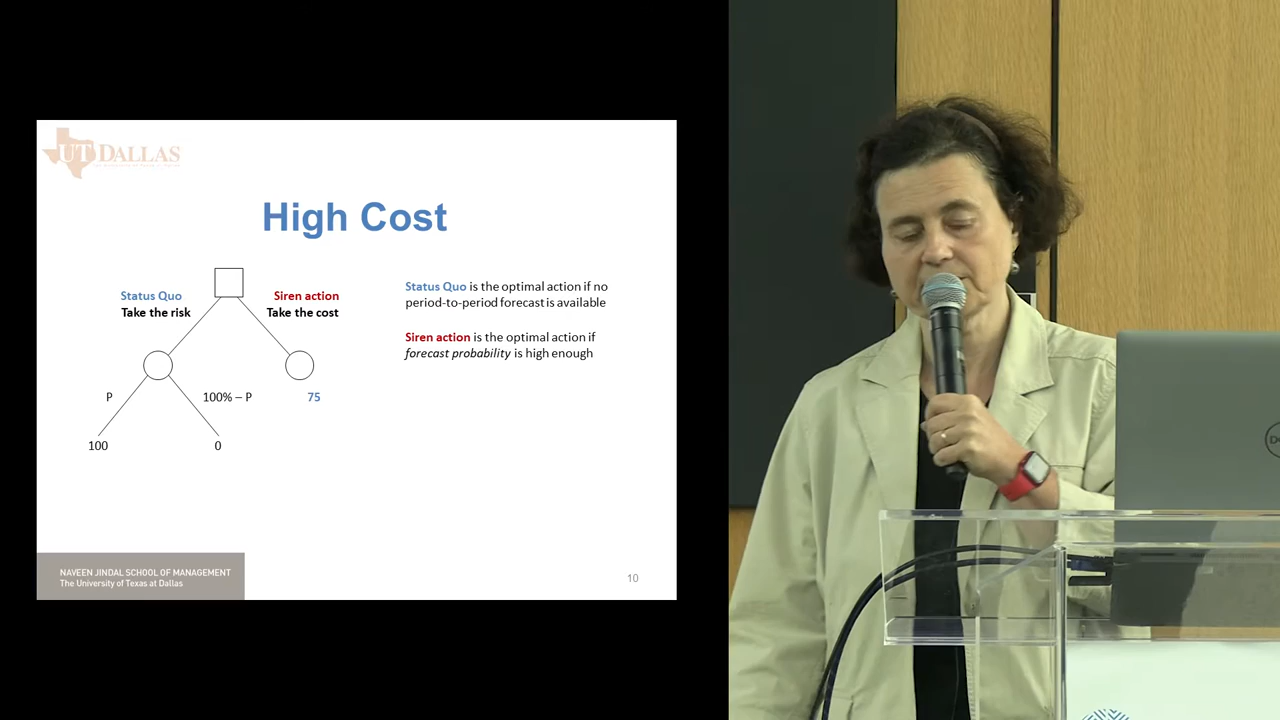 UT DALLAS
High Cost
Status Quo
Take the risk
Siren action
Take the cost
P
100% – P
75
100
0
Status Quo is the optimal action if no
period-to-period forecast is available
Siren action is the optimal action if
forecast probability is high enough
NAVEEN JINDAL SCHOOL OF MANAGEMENT
The University of Texas at Dallas
10